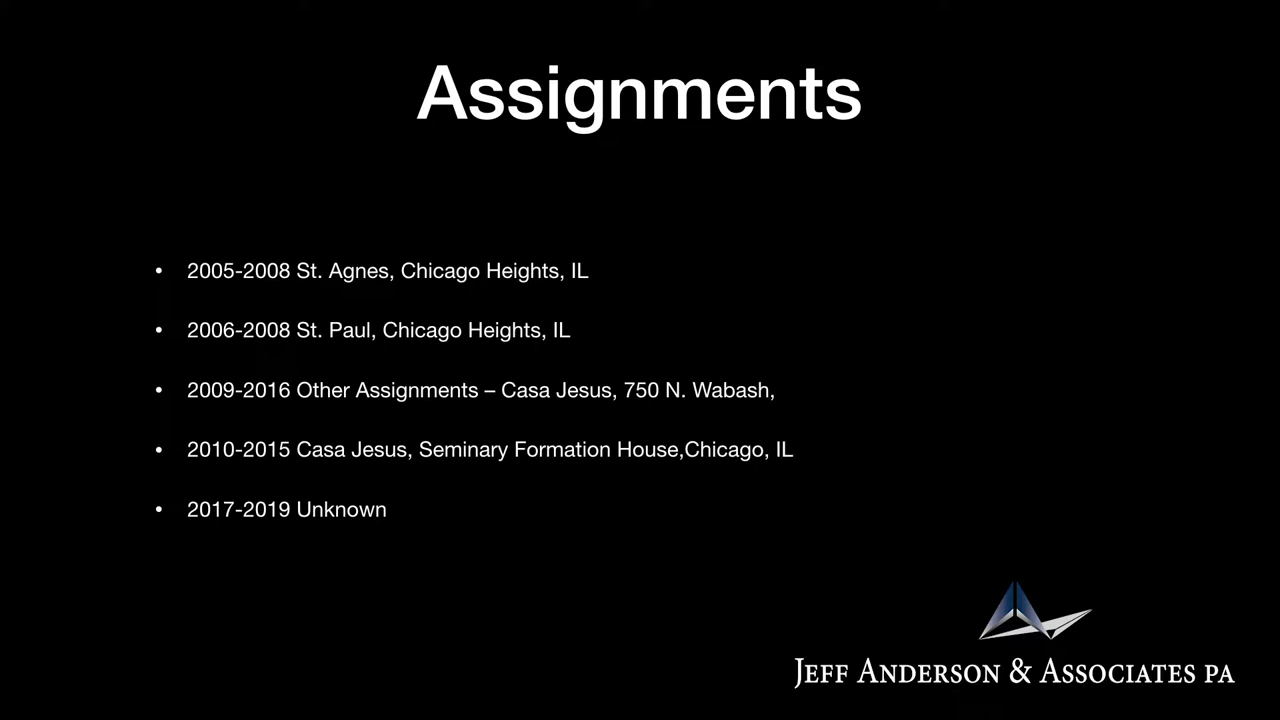 Assignments
• 2005-2008 St. Agnes, Chicago Heights, IL
• 2006-2008 St. Paul, Chicago Heights, IL
• 2009-2016 Other Assignments – Casa Jesus, 750 N. Wabash,
• 2010-2015 Casa Jesus, Seminary Formation House,Chicago, IL
• 2017-2019 Unknown
JEFF ANDERSON & ASSOCIATES PA